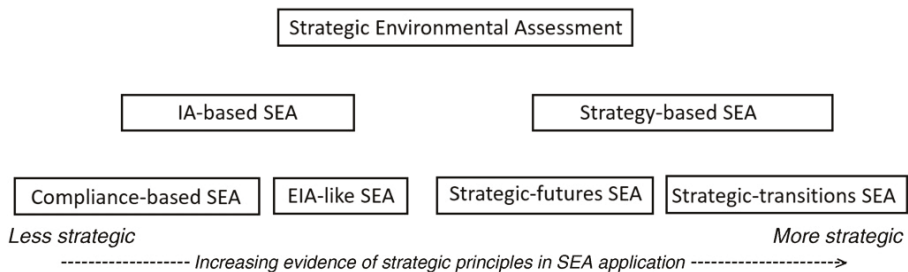 Strategic Environmental Assessment
IA-based SEA
Strategy-based SEA
Compliance-based SEA
EIA-like SEA
Strategic-futures SEA
Strategic-transitions SEA
Less strategic
More strategic
Increasing evidence of strategic principles in SEA application